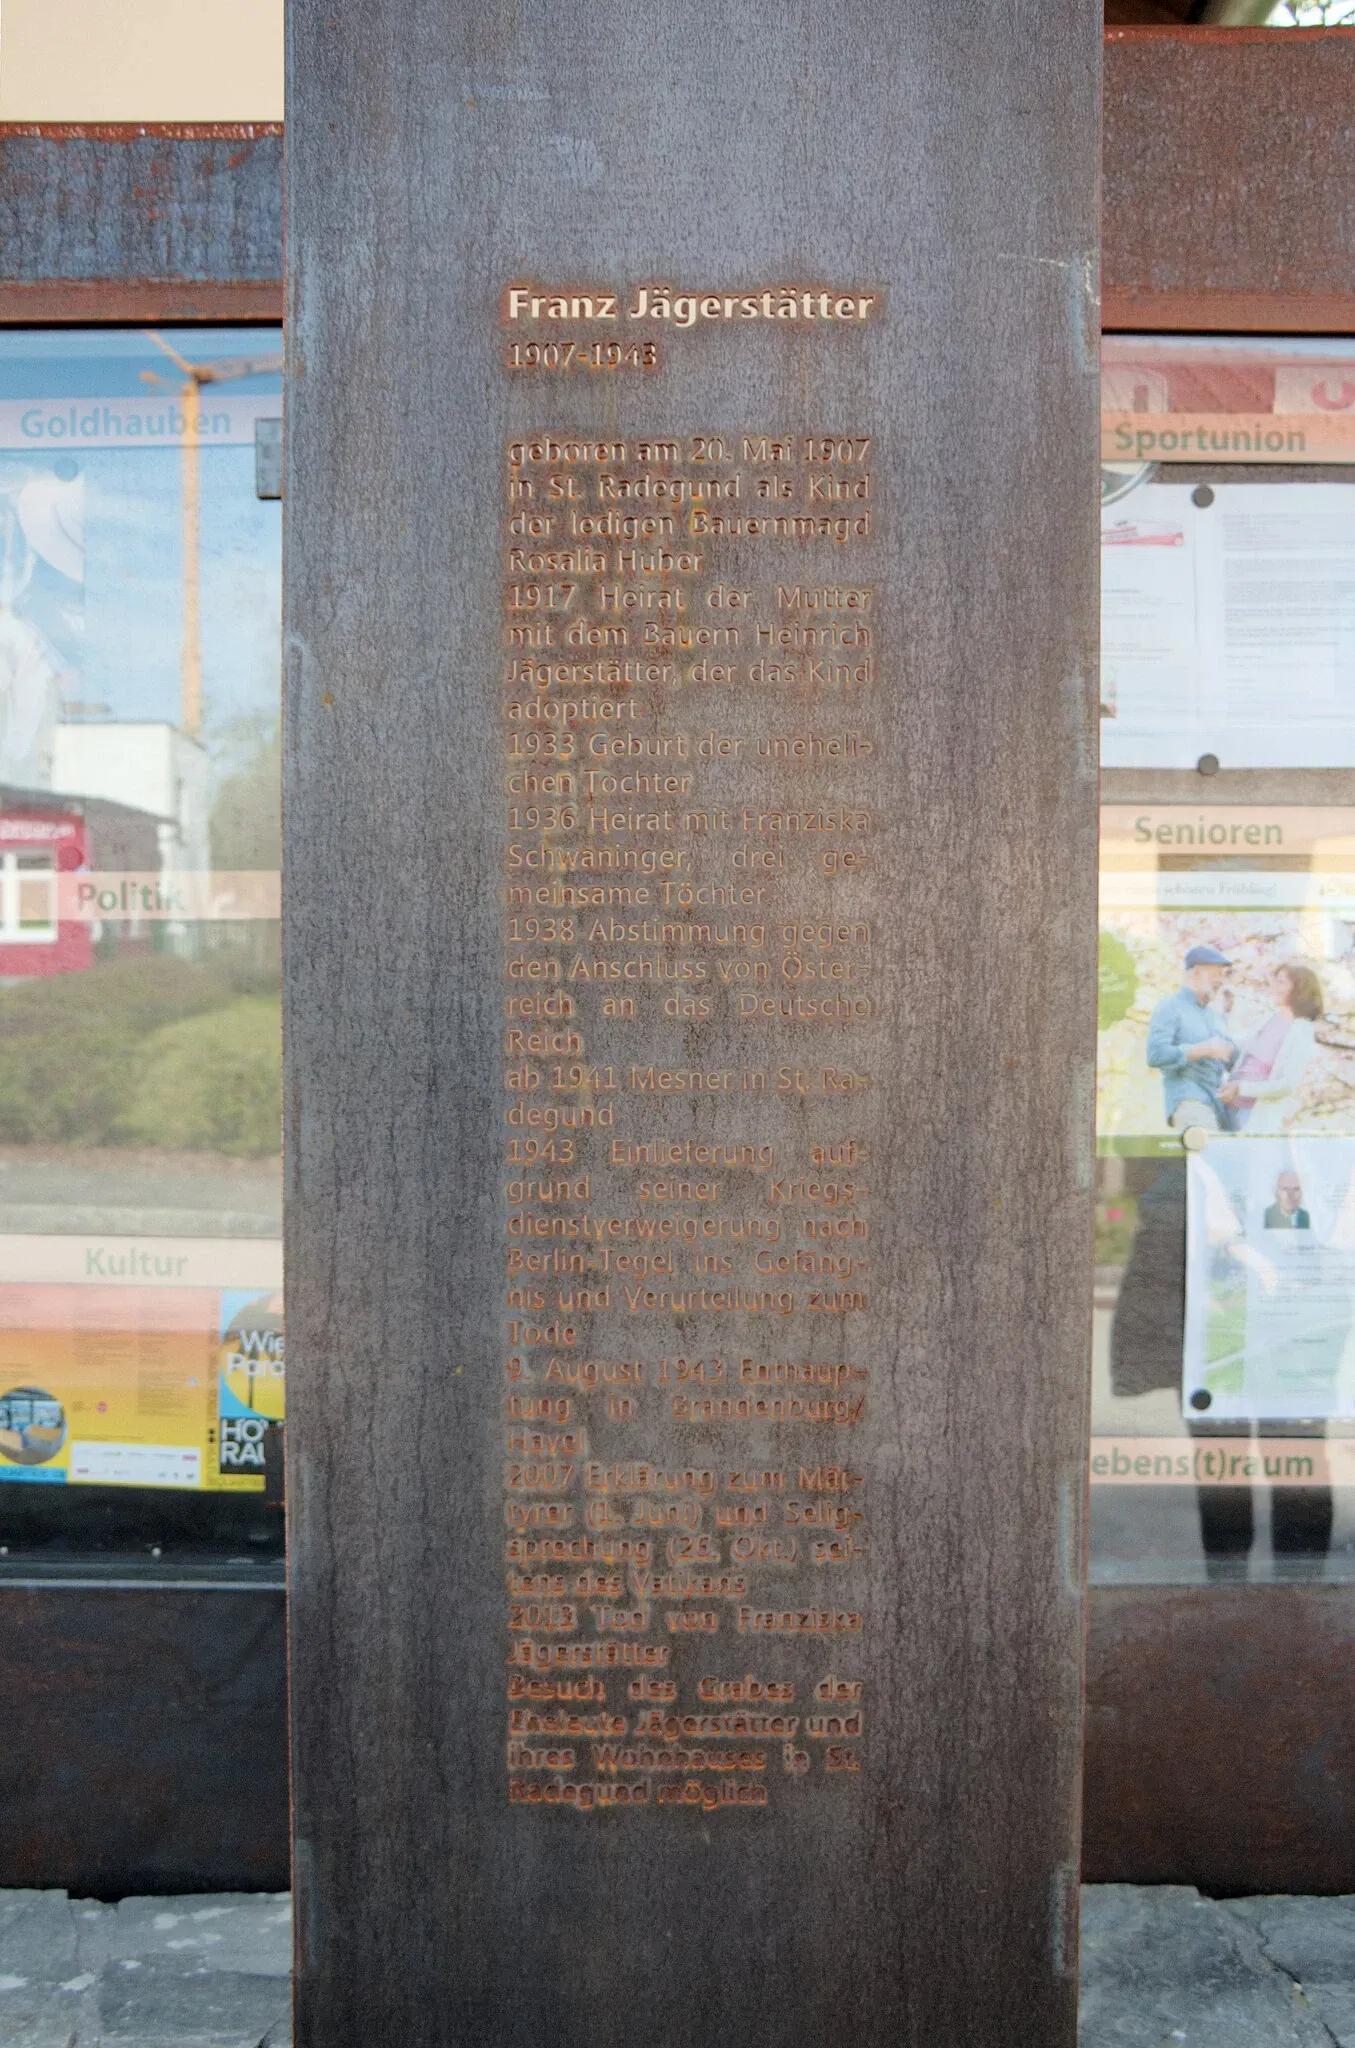 Franz Jägerstätter
1907-1943
geboren am 20. Mai 1907
in St. Radegund als Kind
der ledigen Bauernmagd
Rosalia Huber
1917 Heirat der Mutter
mit dem Bauern Heinrich
Jägerstätter, der das Kind
adoptiert
1933 Geburt der uneheli-
chen Tochter
1936 Heirat mit Franziska
Schwaninger, drei ge-
meinsame Töchter
1938 Abstimmung gegen
den Anschluss von Öster-
reich an das Deutsche
Reich
ab 1941 Mesner in St. Ra-
degund
1943 Einlieferung auf-
grund seiner Kriegs-
dienstverweigerung nach
Berlin-Tegel ins Gefäng-
nis und Verurteilung zum
Tode
9. August 1943 Enthaup-
tung in Brandenburg/
Havel
2007 Erklärung zum Mär-
tyrer (1. Juni) und Selig-
sprechung (26. Okt.) sei-
tens des Vatikans
2013 Tod von Franziska
Jägerstätter
Besuch des Grabes der
Eheleute Jägerstätter und
ihres Wohnhauses in St.
Radegund möglich
Goldhauben
Politik
Kultur
Wie
HO
RAU
Sportunion
Senioren
schönen Frühling!
ebens(t)raum